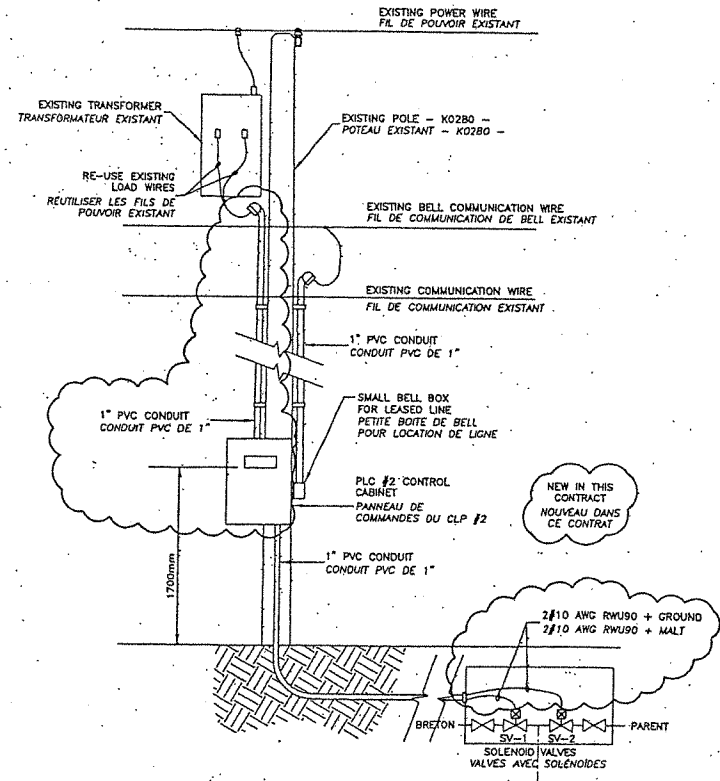 EXISTING POWER WIRE
FIL DE POUVOIR EXISTANT
EXISTING TRANSFORMER
TRANSFORMATEUR EXISTANT
EXISTING POLE - K02B0 -
POTEAU EXISTANT - K02B0 -
RE-USE EXISTING
LOAD WIRES
RÉUTILISER LES FILS DE
POUVOIR EXISTANT
EXISTING BELL COMMUNICATION WIRE
FIL DE COMMUNICATION DE BELL EXISTANT
EXISTING COMMUNICATION WIRE
FIL DE COMMUNICATION EXISTANT
1" PVC CONDUIT
CONDUIT PVC DE 1"
1" PVC CONDUIT
CONDUIT PVC DE 1"
SMALL BELL BOX
FOR LEASED LINE
PETITE BOITE DE BELL
POUR LOCATION DE LIGNE
PLC #2 CONTROL
CABINET
PANNEAU DE
COMMANDES DU CLP #2
NEW IN THIS
CONTRACT
NOUVEAU DANS
CE CONTRAT
1" PVC CONDUIT
CONDUIT PVC DE 1"
1700mm
2#10 AWG RWU90 + GROUND
2#10 AWG RWU90 + MALT
BRETON
PARENT
SV-1
SV-2
SOLENOID VALVES
VALVES AVEC SOLÉNOIDES